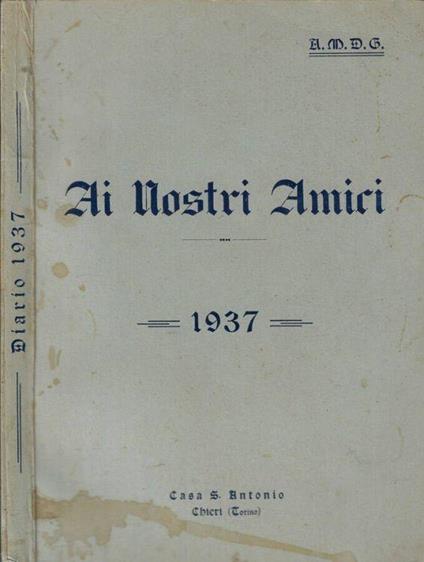 Diario 1937
A. M. D. G.
Ai Nostri Amici
1937
Casa S. Antonio
Chieri (Torino)